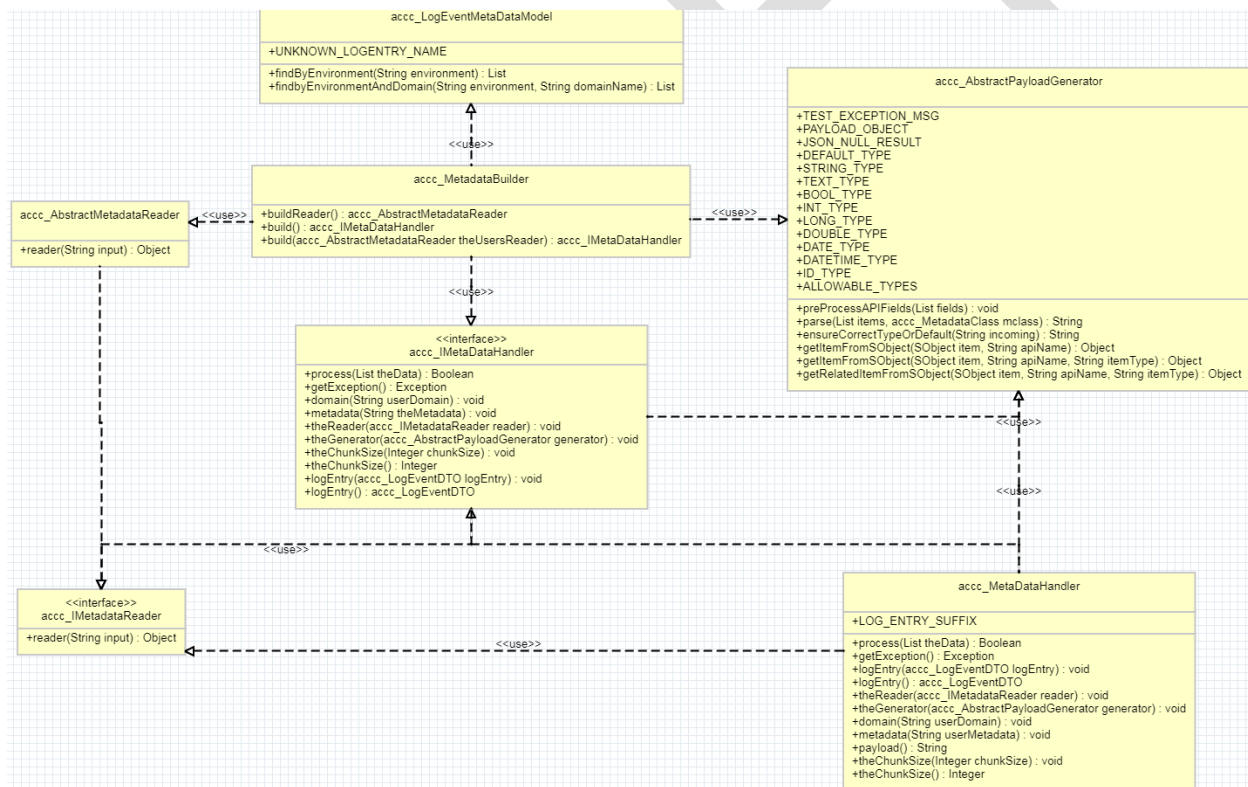 accc_LogEventMetaDataModel
+UNKNOWN_LOGENTRY_NAME
+findByEnvironment(String environment) : List
+findbyEnvironmentAndDomain(String environment, String domainName) : List
<<use>>
accc_AbstractPayloadGenerator
+TEST_EXCEPTION_MSG
+PAYLOAD_OBJECT
+JSON_NULL_RESULT
+DEFAULT_TYPE
+STRING_TYPE
+TEXT_TYPE
+BOOL_TYPE
+INT_TYPE
+LONG_TYPE
+DOUBLE_TYPE
+DATE_TYPE
+DATETIME_TYPE
+ID_TYPE
+ALLOWABLE_TYPES
+preProcessAPIFields(List fields) : void
+parse(List items, accc_MetadataClass mclass) : String
+ensureCorrectTypeOrDefault(String incoming) : String
+getItemFromSObject(SObject item, String apiName) : Object
+getItemFromSObject(SObject item, String apiName, String itemType) : Object
+getRelatedItemFromSObject(SObject item, String apiName, String itemType) : Object
accc_MetadataBuilder
+buildReader() : accc_AbstractMetadataReader
+build() : accc_IMetaDataHandler
+build(accc_AbstractMetadataReader theUsersReader) : accc_IMetaDataHandler
<<use>>
<<use>>
accc_AbstractMetadataReader
+reader(String input) : Object
<<use>>
<<interface>>
accc_IMetaDataHandler
+process(List theData) : Boolean
+getException() : Exception
+domain(String userDomain) : void
+metadata(String theMetadata) : void
+theReader(accc_IMetadataReader reader) : void
+theGenerator(accc_AbstractPayloadGenerator generator) : void
+theChunkSize(Integer chunkSize) : void
+theChunkSize() : Integer
+logEntry(accc_LogEventDTO logEntry) : void
+logEntry() : accc_LogEventDTO
<<use>>
<<use>>
<<use>>
<<interface>>
accc_IMetadataReader
+reader(String input) : Object
<<use>>
accc_MetaDataHandler
+LOG_ENTRY_SUFFIX
+process(List theData) : Boolean
+getException() : Exception
+logEntry(accc_LogEventDTO logEntry) : void
+logEntry() : accc_LogEventDTO
+theReader(accc_IMetadataReader reader) : void
+theGenerator(accc_AbstractPayloadGenerator generator) : void
+domain(String userDomain) : void
+metadata(String userMetadata) : void
+payload() : String
+theChunkSize(Integer chunkSize) : void
+theChunkSize() : Integer